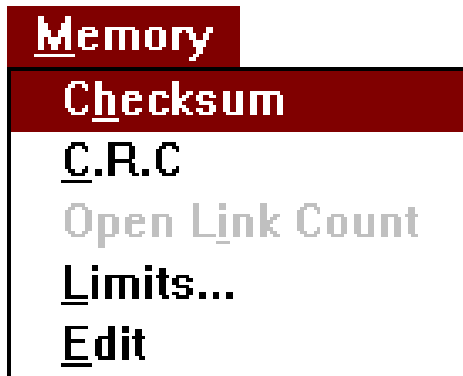 Memory
Checksum
C.R.C
Open Link Count
Limits...
Edit